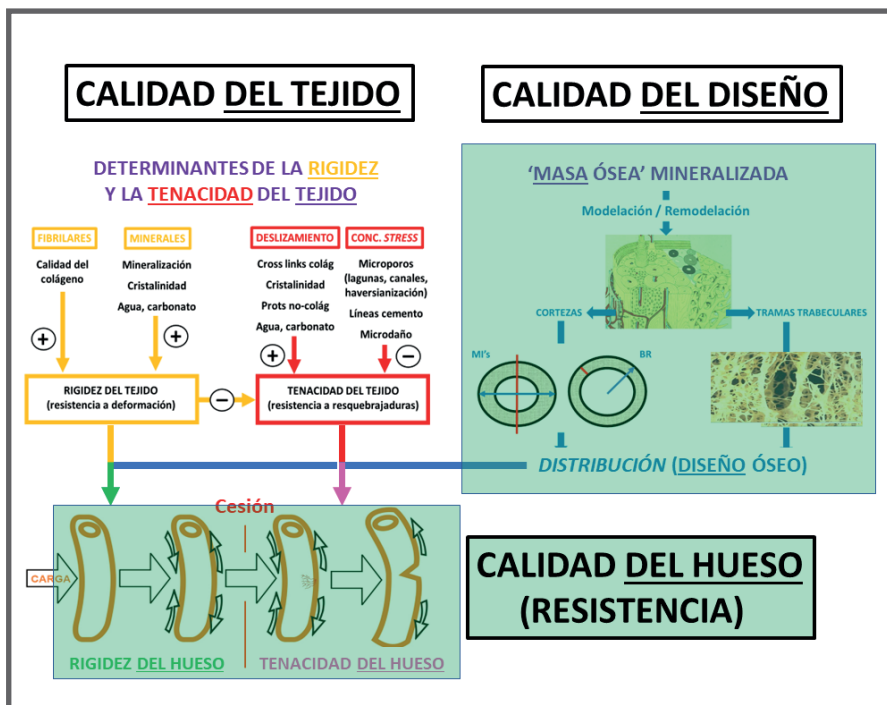 CALIDAD DEL TEJIDO
CALIDAD DEL DISEÑO
DETERMINANTES DE LA RIGIDEZ
Y LA TENACIDAD DEL TEJIDO
FIBRILARES
MINERALES
DESLIZAMIENTO
CONC. STRESS
Calidad del
colágeno
Mineralización
Cristalinidad
Agua, carbonato
Cross links colág
Cristalinidad
Prots no-colág
Agua, carbonato
Microporos
(lagunas, canales,
haversianización)
Líneas cemento
Microdaño
+
+
+
−
RIGIDEZ DEL TEJIDO
(resistencia a deformación)
−
TENACIDAD DEL TEJIDO
(resistencia a resquebrajaduras)
'MASA ÓSEA' MINERALIZADA
Modelación / Remodelación
CORTEZAS
TRAMAS TRABECULARES
MI's
BR
DISTRIBUCIÓN (DISEÑO ÓSEO)
Cesión
CARGA
RIGIDEZ DEL HUESO
TENACIDAD DEL HUESO
CALIDAD DEL HUESO
(RESISTENCIA)